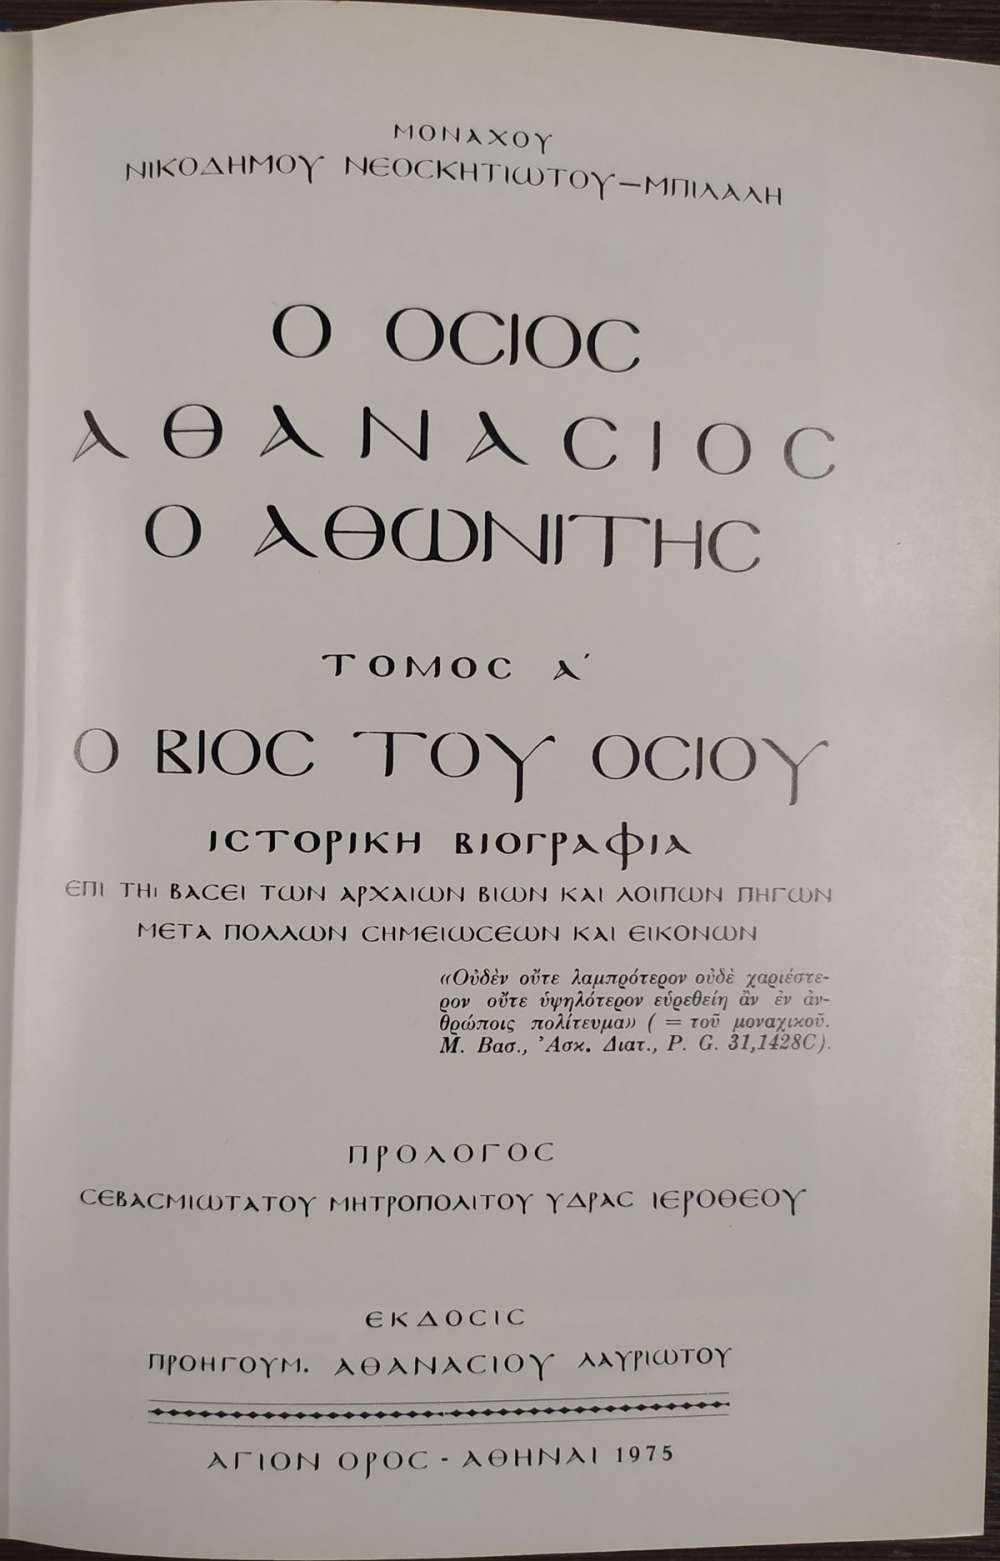 ΜΟΝΑΧΟΥ
ΝΙΚΟΔΗΜΟΥ ΝΕΟϹΚΗΤΙΩΤΟΥ–ΜΠΙΛΑΛΗ
Ο ΟϹΙΟϹ
ΑΘΑΝΑϹΙΟϹ
Ο ΑΘΩΝΙΤΗϹ
ΤΟΜΟϹ Α΄
Ο ΒΙΟϹ ΤΟΥ ΟϹΙΟΥ
ΙϹΤΟΡΙΚΗ ΒΙΟΓΡΑΦΙΑ
ΕΠΙ ΤΗι ΒΑϹΕΙ ΤΩΝ ΑΡΧΑΙΩΝ ΒΙΩΝ ΚΑΙ ΛΟΙΠΩΝ ΠΗΓΩΝ
ΜΕΤΑ ΠΟΛΛΩΝ ϹΗΜΕΙΩϹΕΩΝ ΚΑΙ ΕΙΚΟΝΩΝ
«Οὐδὲν οὔτε λαμπρότερον οὐδὲ χαριέστε-
ρον οὔτε ὑψηλότερον εὑρεθείη ἂν ἐν ἀν-
θρώποις πολίτευμα» ( = τοῦ μοναχικοῦ.
Μ. Βασ., Ἀσκ. Διατ., P. G. 31,1428C).
ΠΡΟΛΟΓΟϹ
ϹΕΒΑϹΜΙΩΤΑΤΟΥ ΜΗΤΡΟΠΟΛΙΤΟΥ ΥΔΡΑϹ ΙΕΡΟΘΕΟΥ
ΕΚΔΟϹΙϹ
ΠΡΟΗΓΟΥΜ. ΑΘΑΝΑϹΙΟΥ ΛΑΥΡΙΩΤΟΥ
ΑΓΙΟΝ ΟΡΟϹ - ΑΘΗΝΑΙ 1975